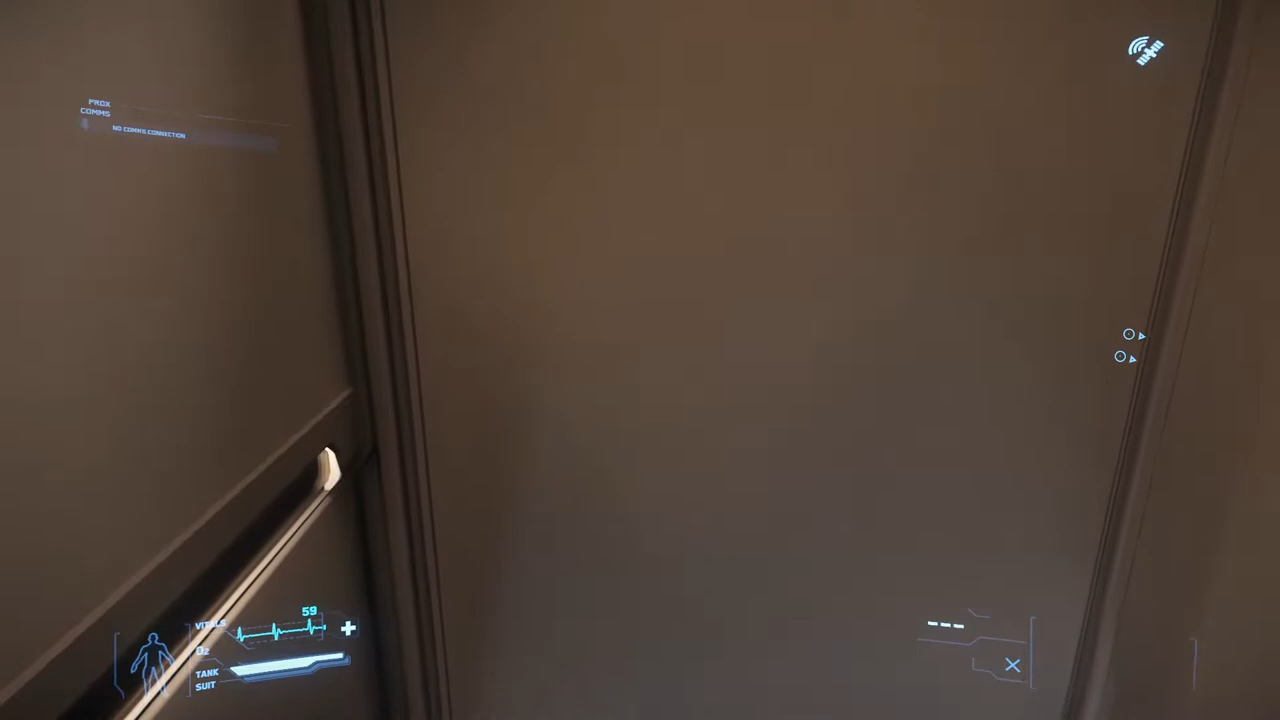 PROX
COMMS
NO COMMS CONNECTION
59
VITALS
O2
TANK
SUIT